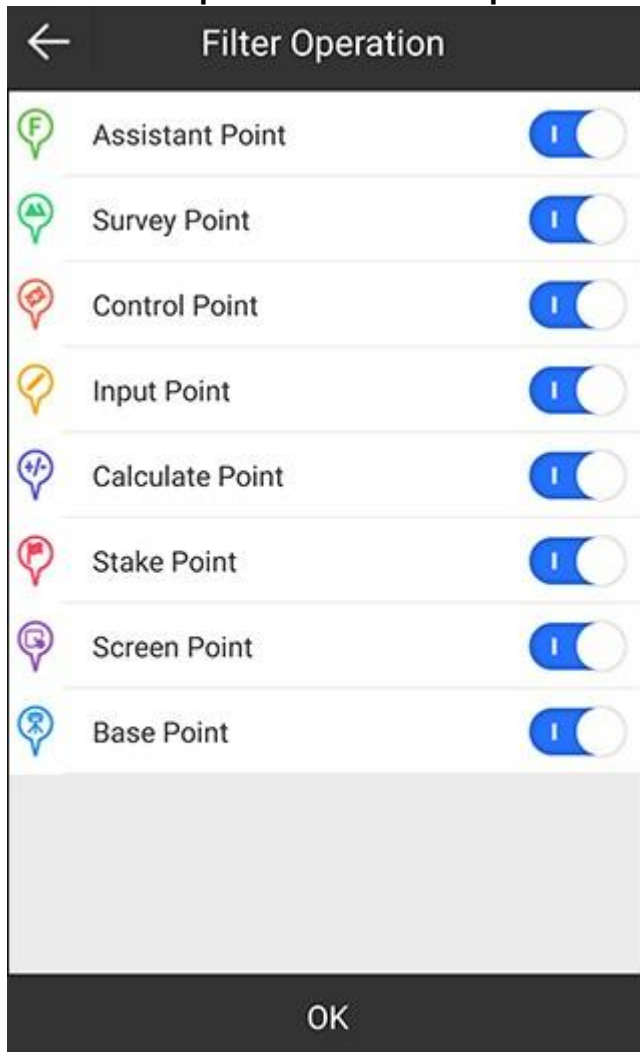 Filter Operation
F
Assistant Point
Survey Point
Control Point
Input Point
+/-
Calculate Point
Stake Point
Screen Point
Base Point
OK